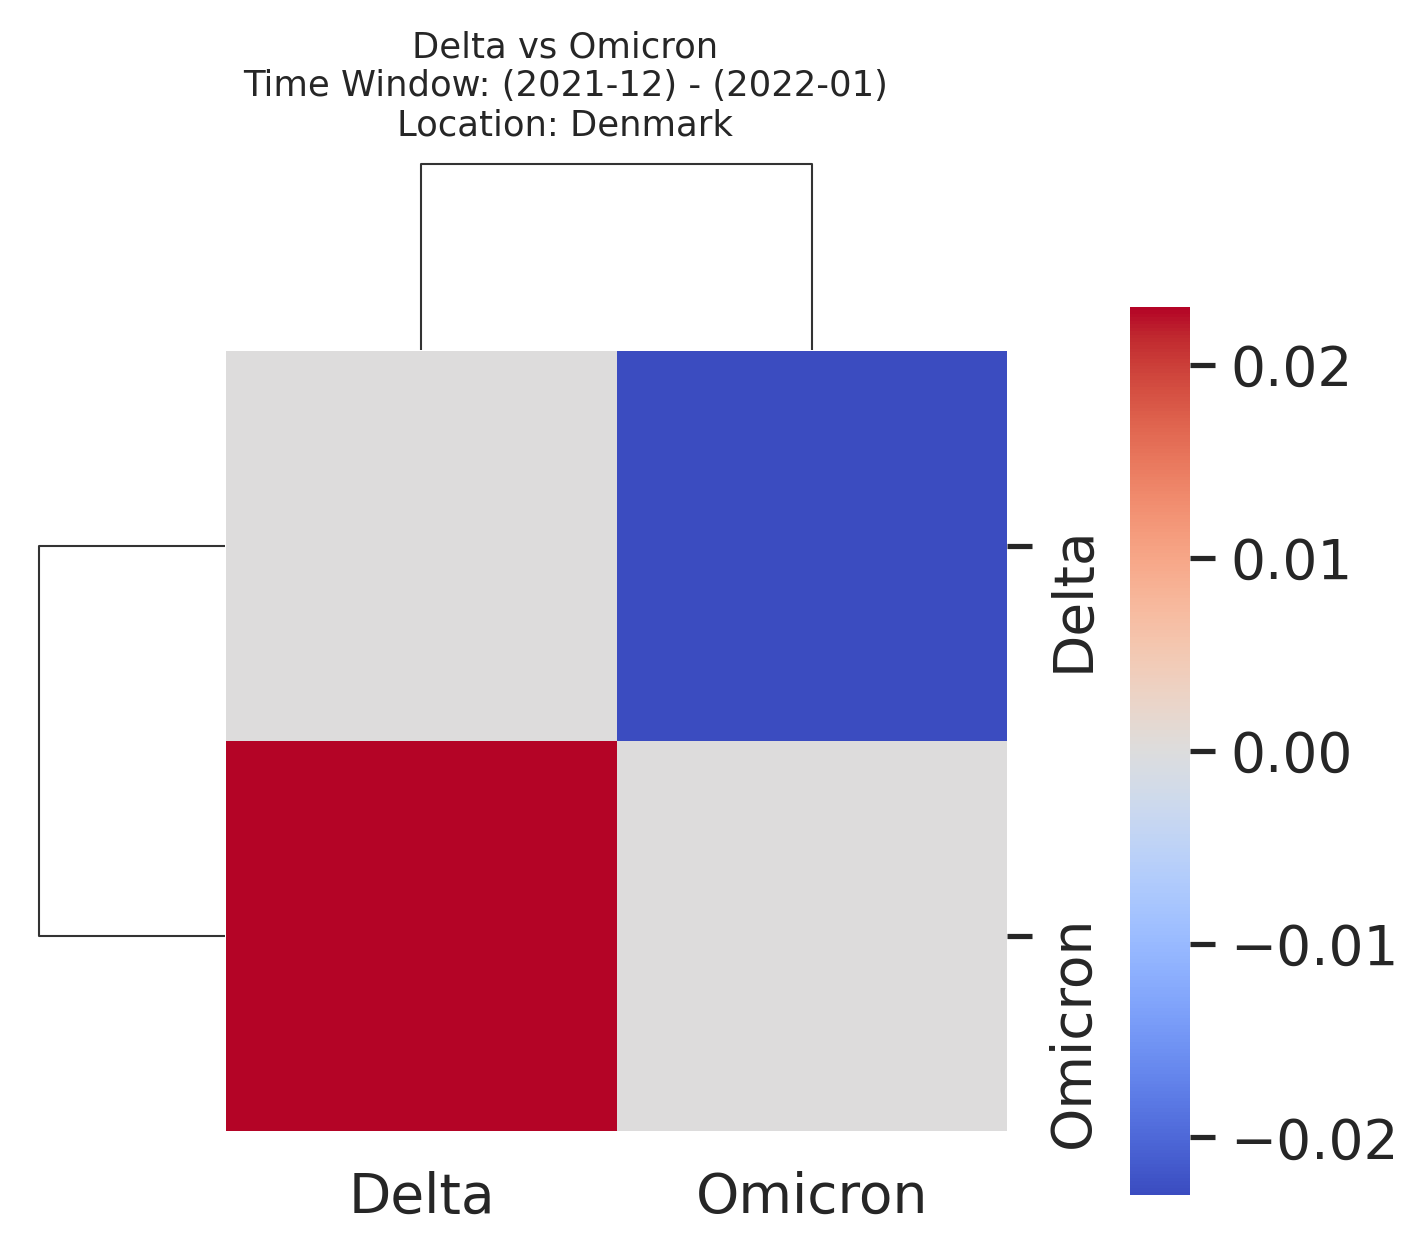 Delta vs Omicron
Time Window: (2021-12) - (2022-01)
Location: Denmark
Delta
Omicron
Delta
Omicron
0.02
0.01
0.00
−0.01
−0.02